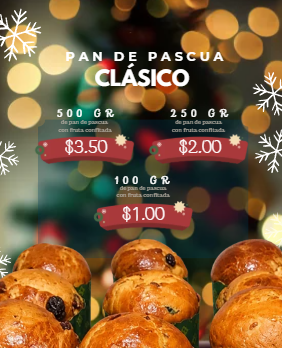 PAN DE PASCUA
CLÁSICO
500 GR
de pan de pascua
con fruta confitada
$3.50
250 GR
de pan de pascua
con fruta confitada
$2.00
100 GR
de pan de pascua
con fruta confitada
$1.00